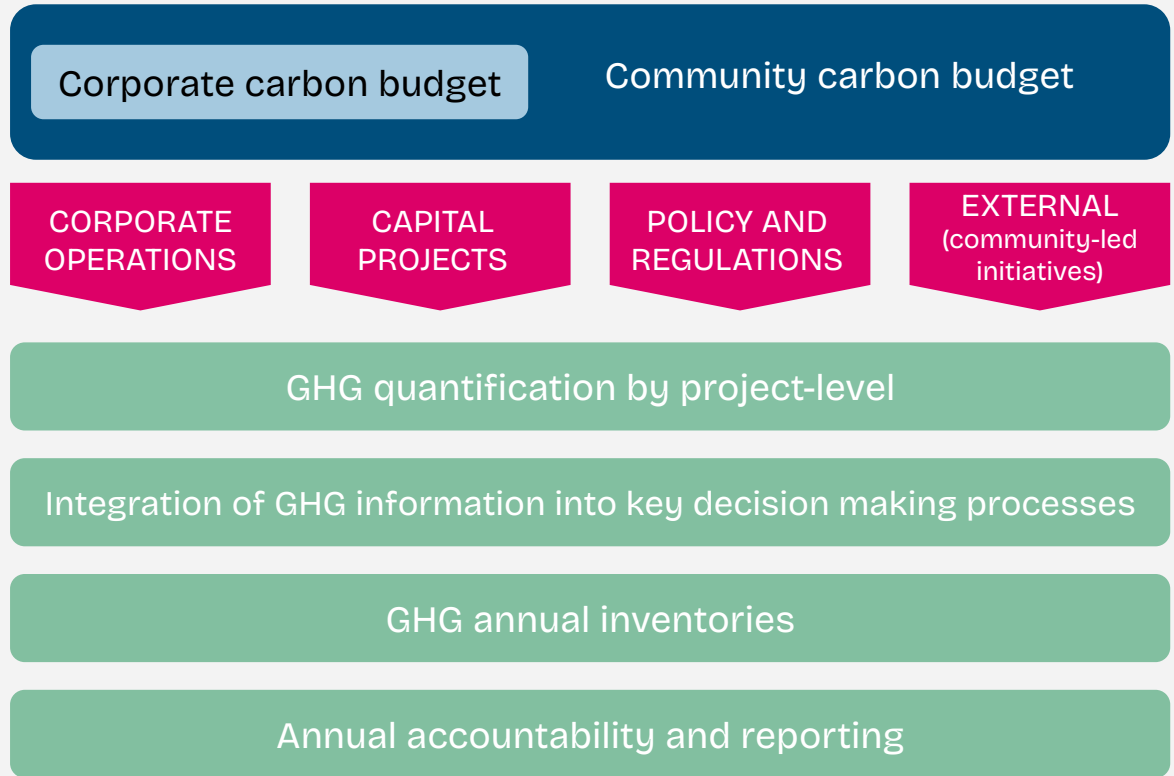 Corporate carbon budget
Community carbon budget
CORPORATE
OPERATIONS
CAPITAL
PROJECTS
POLICY AND
REGULATIONS
EXTERNAL
(community-led
initiatives)
GHG quantification by project-level
Integration of GHG information into key decision making processes
GHG annual inventories
Annual accountability and reporting